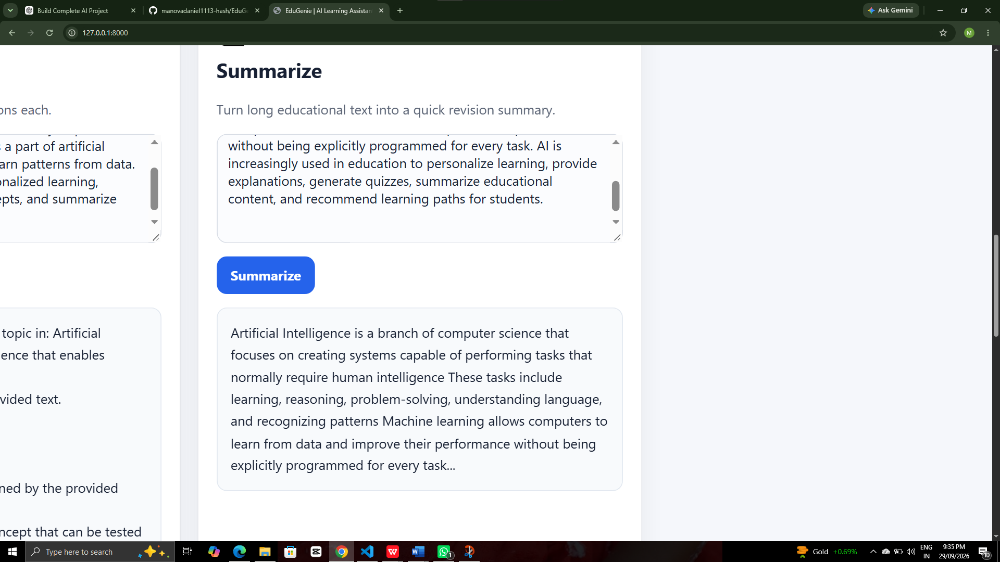 Build Complete AI Project
manovadaniel1113-hash/EduGe
EduGenie | AI Learning Assistan
Ask Gemini
127.0.0.1:8000
M
ons each.
a part of artificial
arn patterns from data.
onalized learning,
epts, and summarize
topic in: Artificial
ence that enables
vided text.
ned by the provided
ncept that can be tested
Summarize
Turn long educational text into a quick revision summary.
without being explicitly programmed for every task. AI is
increasingly used in education to personalize learning, provide
explanations, generate quizzes, summarize educational
content, and recommend learning paths for students.
Summarize
Artificial Intelligence is a branch of computer science that
focuses on creating systems capable of performing tasks that
normally require human intelligence These tasks include
learning, reasoning, problem-solving, understanding language,
and recognizing patterns Machine learning allows computers to
learn from data and improve their performance without being
explicitly programmed for every task...
Type here to search
1
Gold +0.69%
ENG
IN
9:35 PM
29/09/2026
10